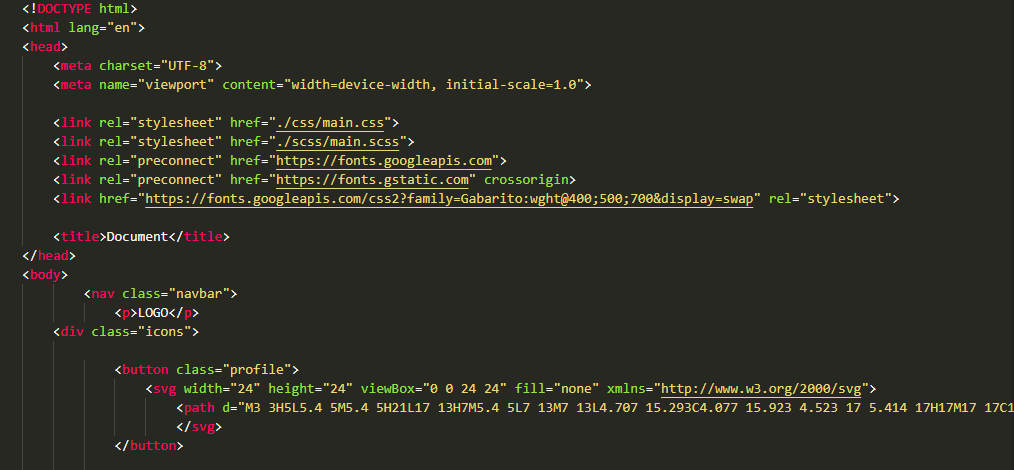 <!DOCTYPE html>
<html lang="en">
<head>
<meta charset="UTF-8">
<meta name="viewport" content="width=device-width, initial-scale=1.0">
<link rel="stylesheet" href="./css/main.css">
<link rel="stylesheet" href="./scss/main.scss">
<link rel="preconnect" href="https://fonts.googleapis.com">
<link rel="preconnect" href="https://fonts.gstatic.com" crossorigin>
<link href="https://fonts.googleapis.com/css2?family=Gabarito:wght@400;500;700&display=swap" rel="stylesheet">
<title>Document</title>
</head>
<body>
<nav class="navbar">
<p>LOGO</p>
<div class="icons">
<button class="profile">
<svg width="24" height="24" viewBox="0 0 24 24" fill="none" xmlns="http://www.w3.org/2000/svg">
<path d="M3 3H5L5.4 5M5.4 5H21L17 13H7M5.4 5L7 13M7 13L4.707 15.293C4.077 15.923 4.523 17 5.414 17H17M17 17C1
</svg>
</button>